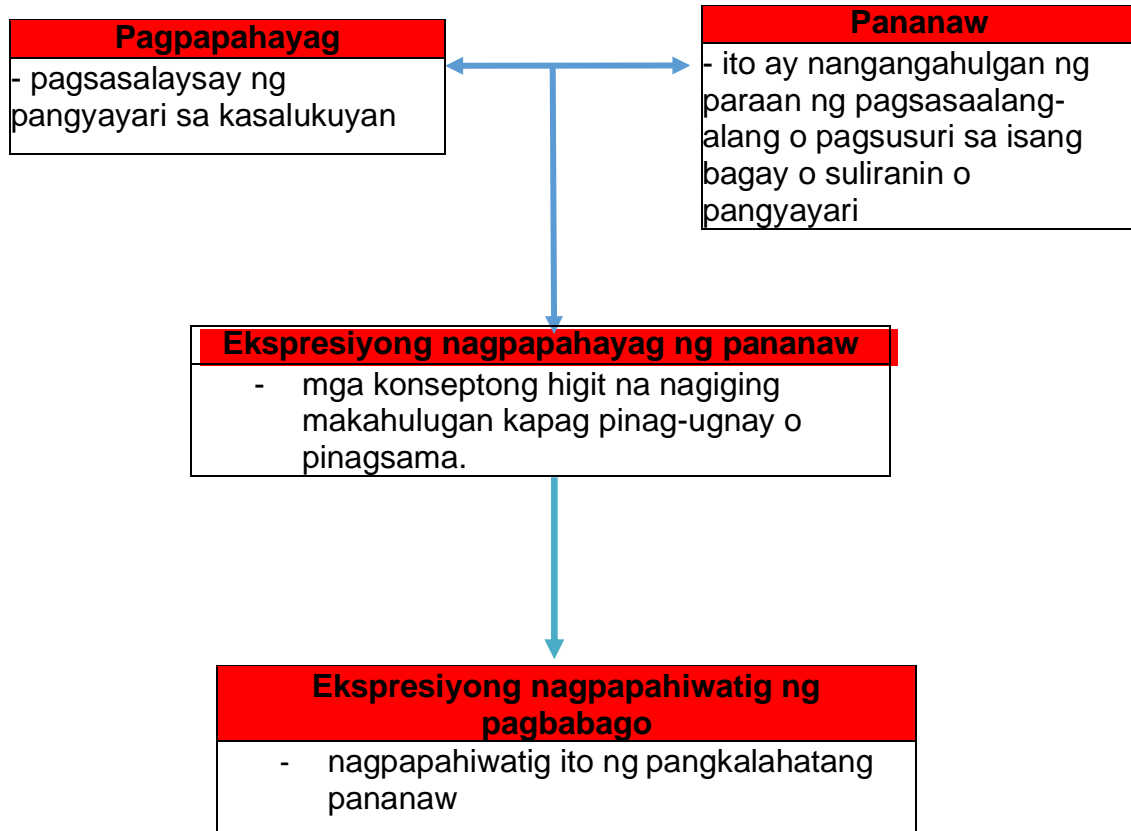 Pagpapahayag
- pagsasalaysay ng
pangyayari sa kasalukuyan
Pananaw
- ito ay nangangahulgan ng
paraan ng pagsasaalang-
alang o pagsusuri sa isang
bagay o suliranin o
pangyayari
Ekspresiyong nagpapahayag ng pananaw
- mga konseptong higit na nagiging
makahulugan kapag pinag-ugnay o
pinagsama.
Ekspresiyong nagpapahiwatig ng
pagbabago
- nagpapahiwatig ito ng pangkalahatang
pananaw